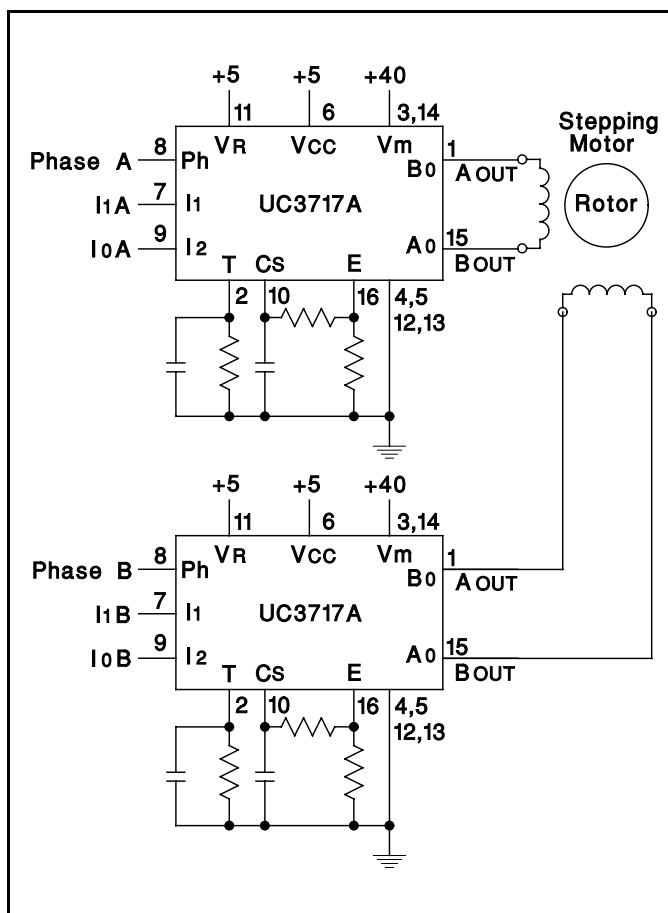 +5 +5 +40
11 6 3,14
VR VCC Vm
Phase A 8 Ph
B0 1 A OUT
Stepping
Motor
I1A 7 I1
UC3717A
Rotor
I0A 9 I2
A0 15 B OUT
T CS E
2 10 16 4,5
12,13
+5 +5 +40
11 6 3,14
VR VCC Vm
Phase B 8 Ph
B0 1 A OUT
I1B 7 I1
UC3717A
I0B 9 I2
A0 15 B OUT
T CS E
2 10 16 4,5
12,13